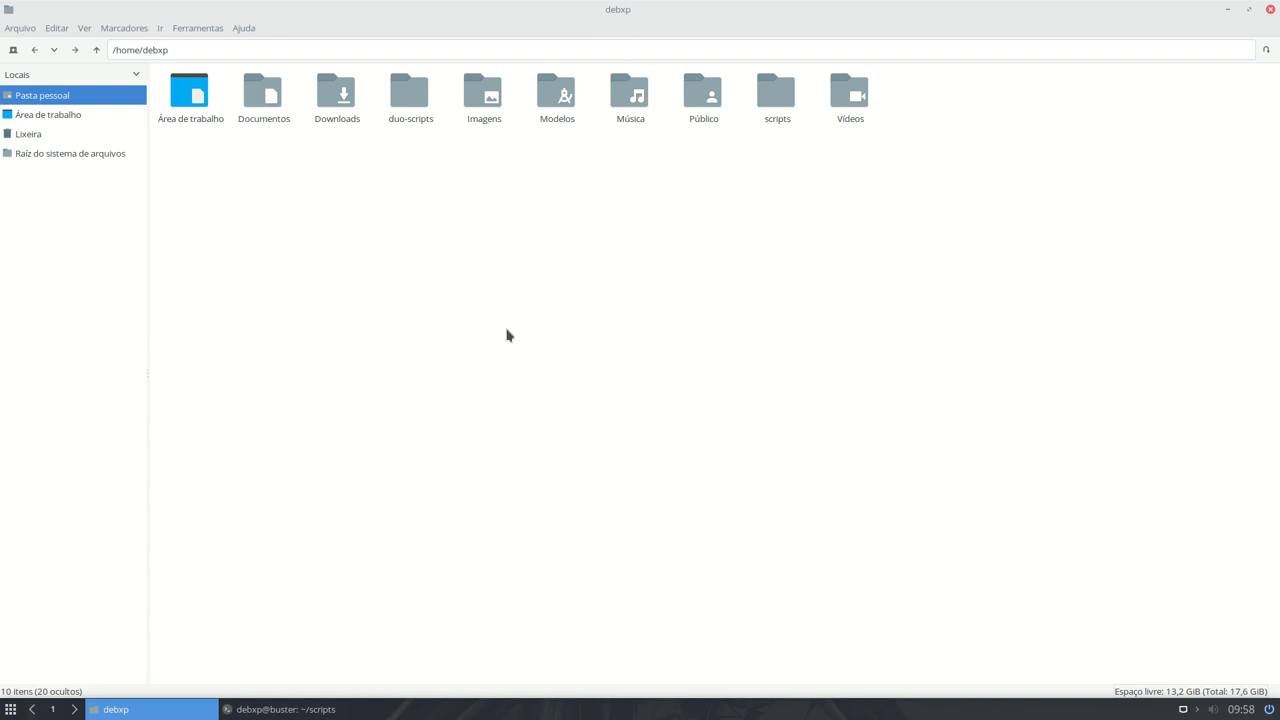 debxp
Arquivo Editar Ver Marcadores Ir Ferramentas Ajuda
/home/debxp
Locais
Pasta pessoal
Área de trabalho
Lixeira
Raíz do sistema de arquivos
Área de trabalho Documentos Downloads duo-scripts Imagens Modelos Música Público scripts Vídeos
10 itens (20 ocultos) Espaço livre: 13,2 GiB (Total: 17,6 GiB)
1 debxp debxp@buster: ~/scripts 09:58